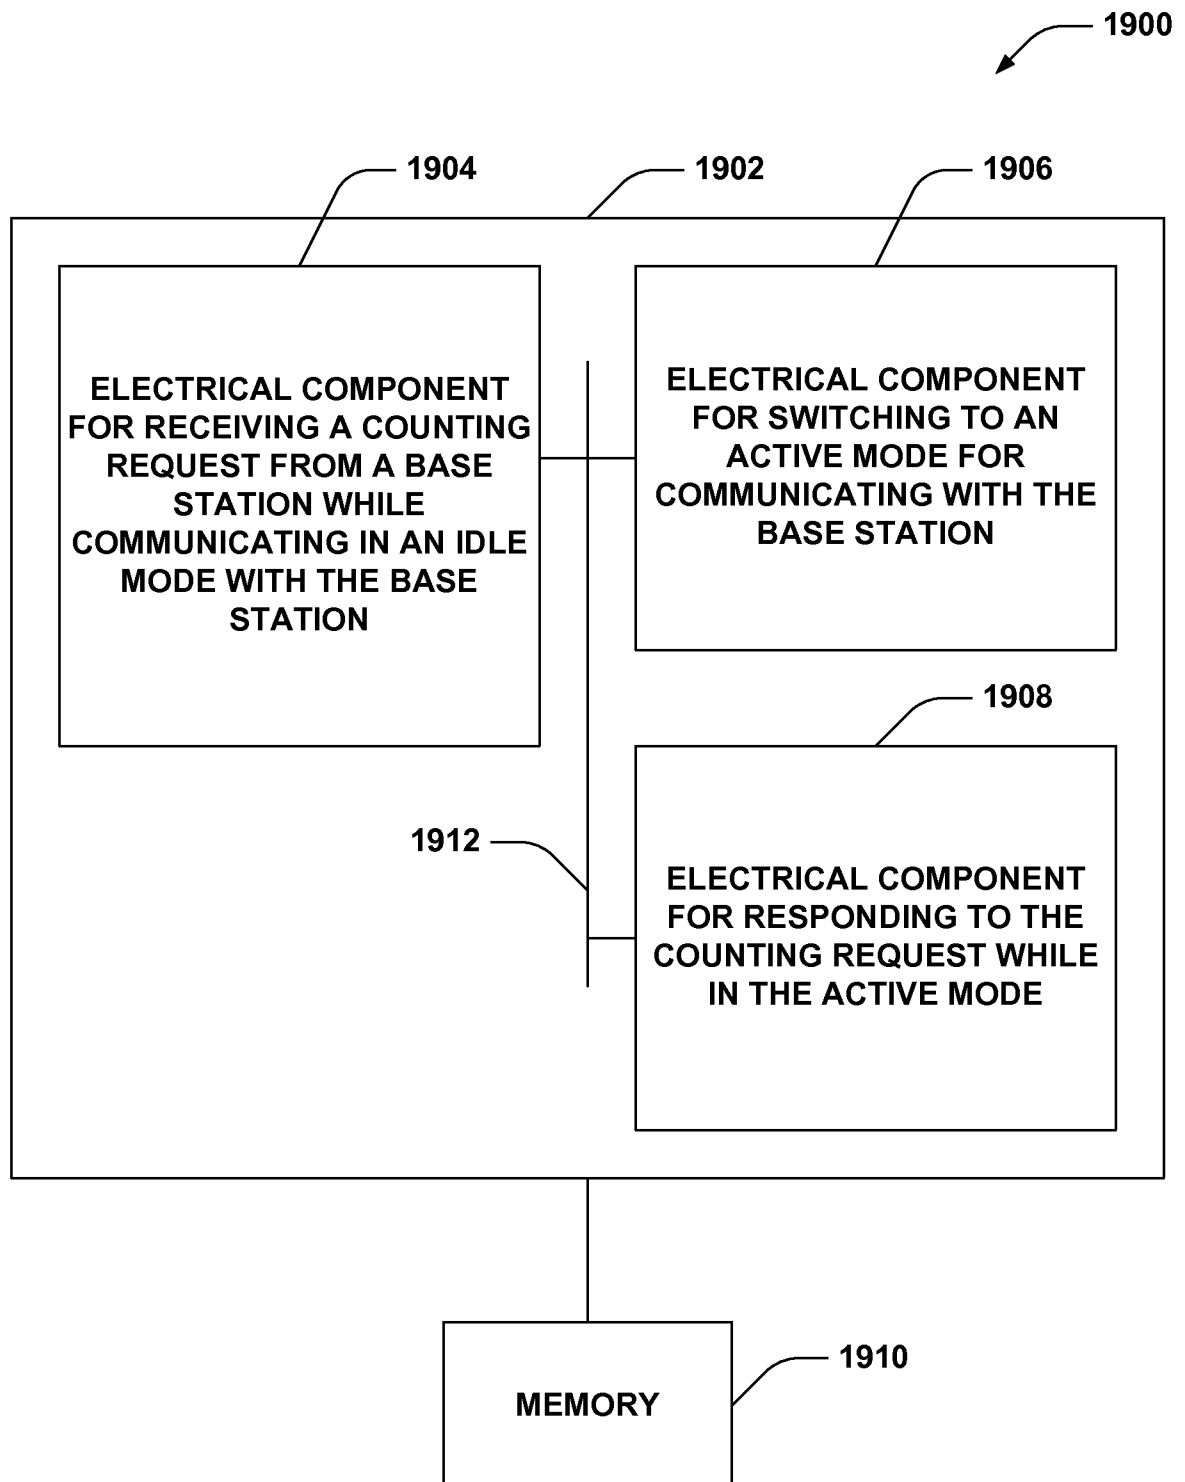 1900
1904
1902
1906
ELECTRICAL COMPONENT
FOR RECEIVING A COUNTING
REQUEST FROM A BASE
STATION WHILE
COMMUNICATING IN AN IDLE
MODE WITH THE BASE
STATION
ELECTRICAL COMPONENT
FOR SWITCHING TO AN
ACTIVE MODE FOR
COMMUNICATING WITH THE
BASE STATION
1908
1912
ELECTRICAL COMPONENT
FOR RESPONDING TO THE
COUNTING REQUEST WHILE
IN THE ACTIVE MODE
1910
MEMORY